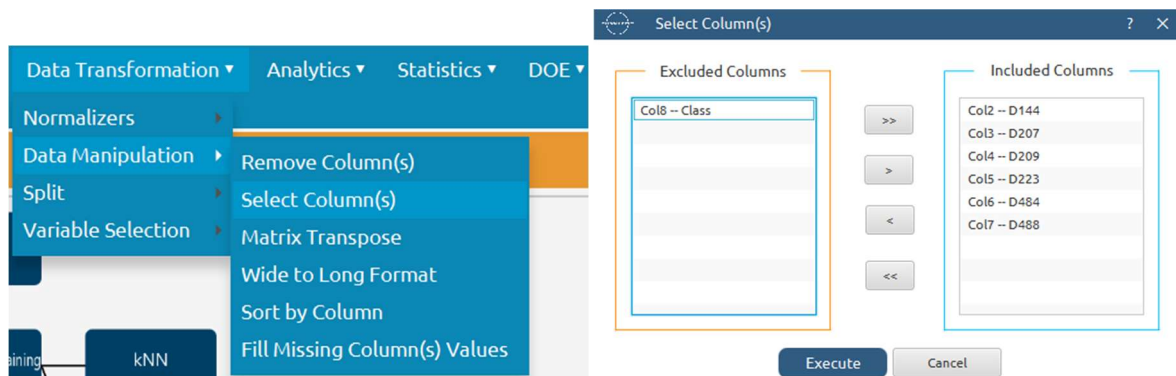 Data Transformation ▾ Analytics ▾ Statistics ▾ DOE ▾
Normalizers
Data Manipulation
Split
Variable Selection
Remove Column(s)
Select Column(s)
Matrix Transpose
Wide to Long Format
Sort by Column
Fill Missing Column(s) Values
aining
kNN
Select Column(s) ? ×
Excluded Columns
Col8 -- Class
>>
>
<
<<
Included Columns
Col2 -- D144
Col3 -- D207
Col4 -- D209
Col5 -- D223
Col6 -- D484
Col7 -- D488
Execute Cancel